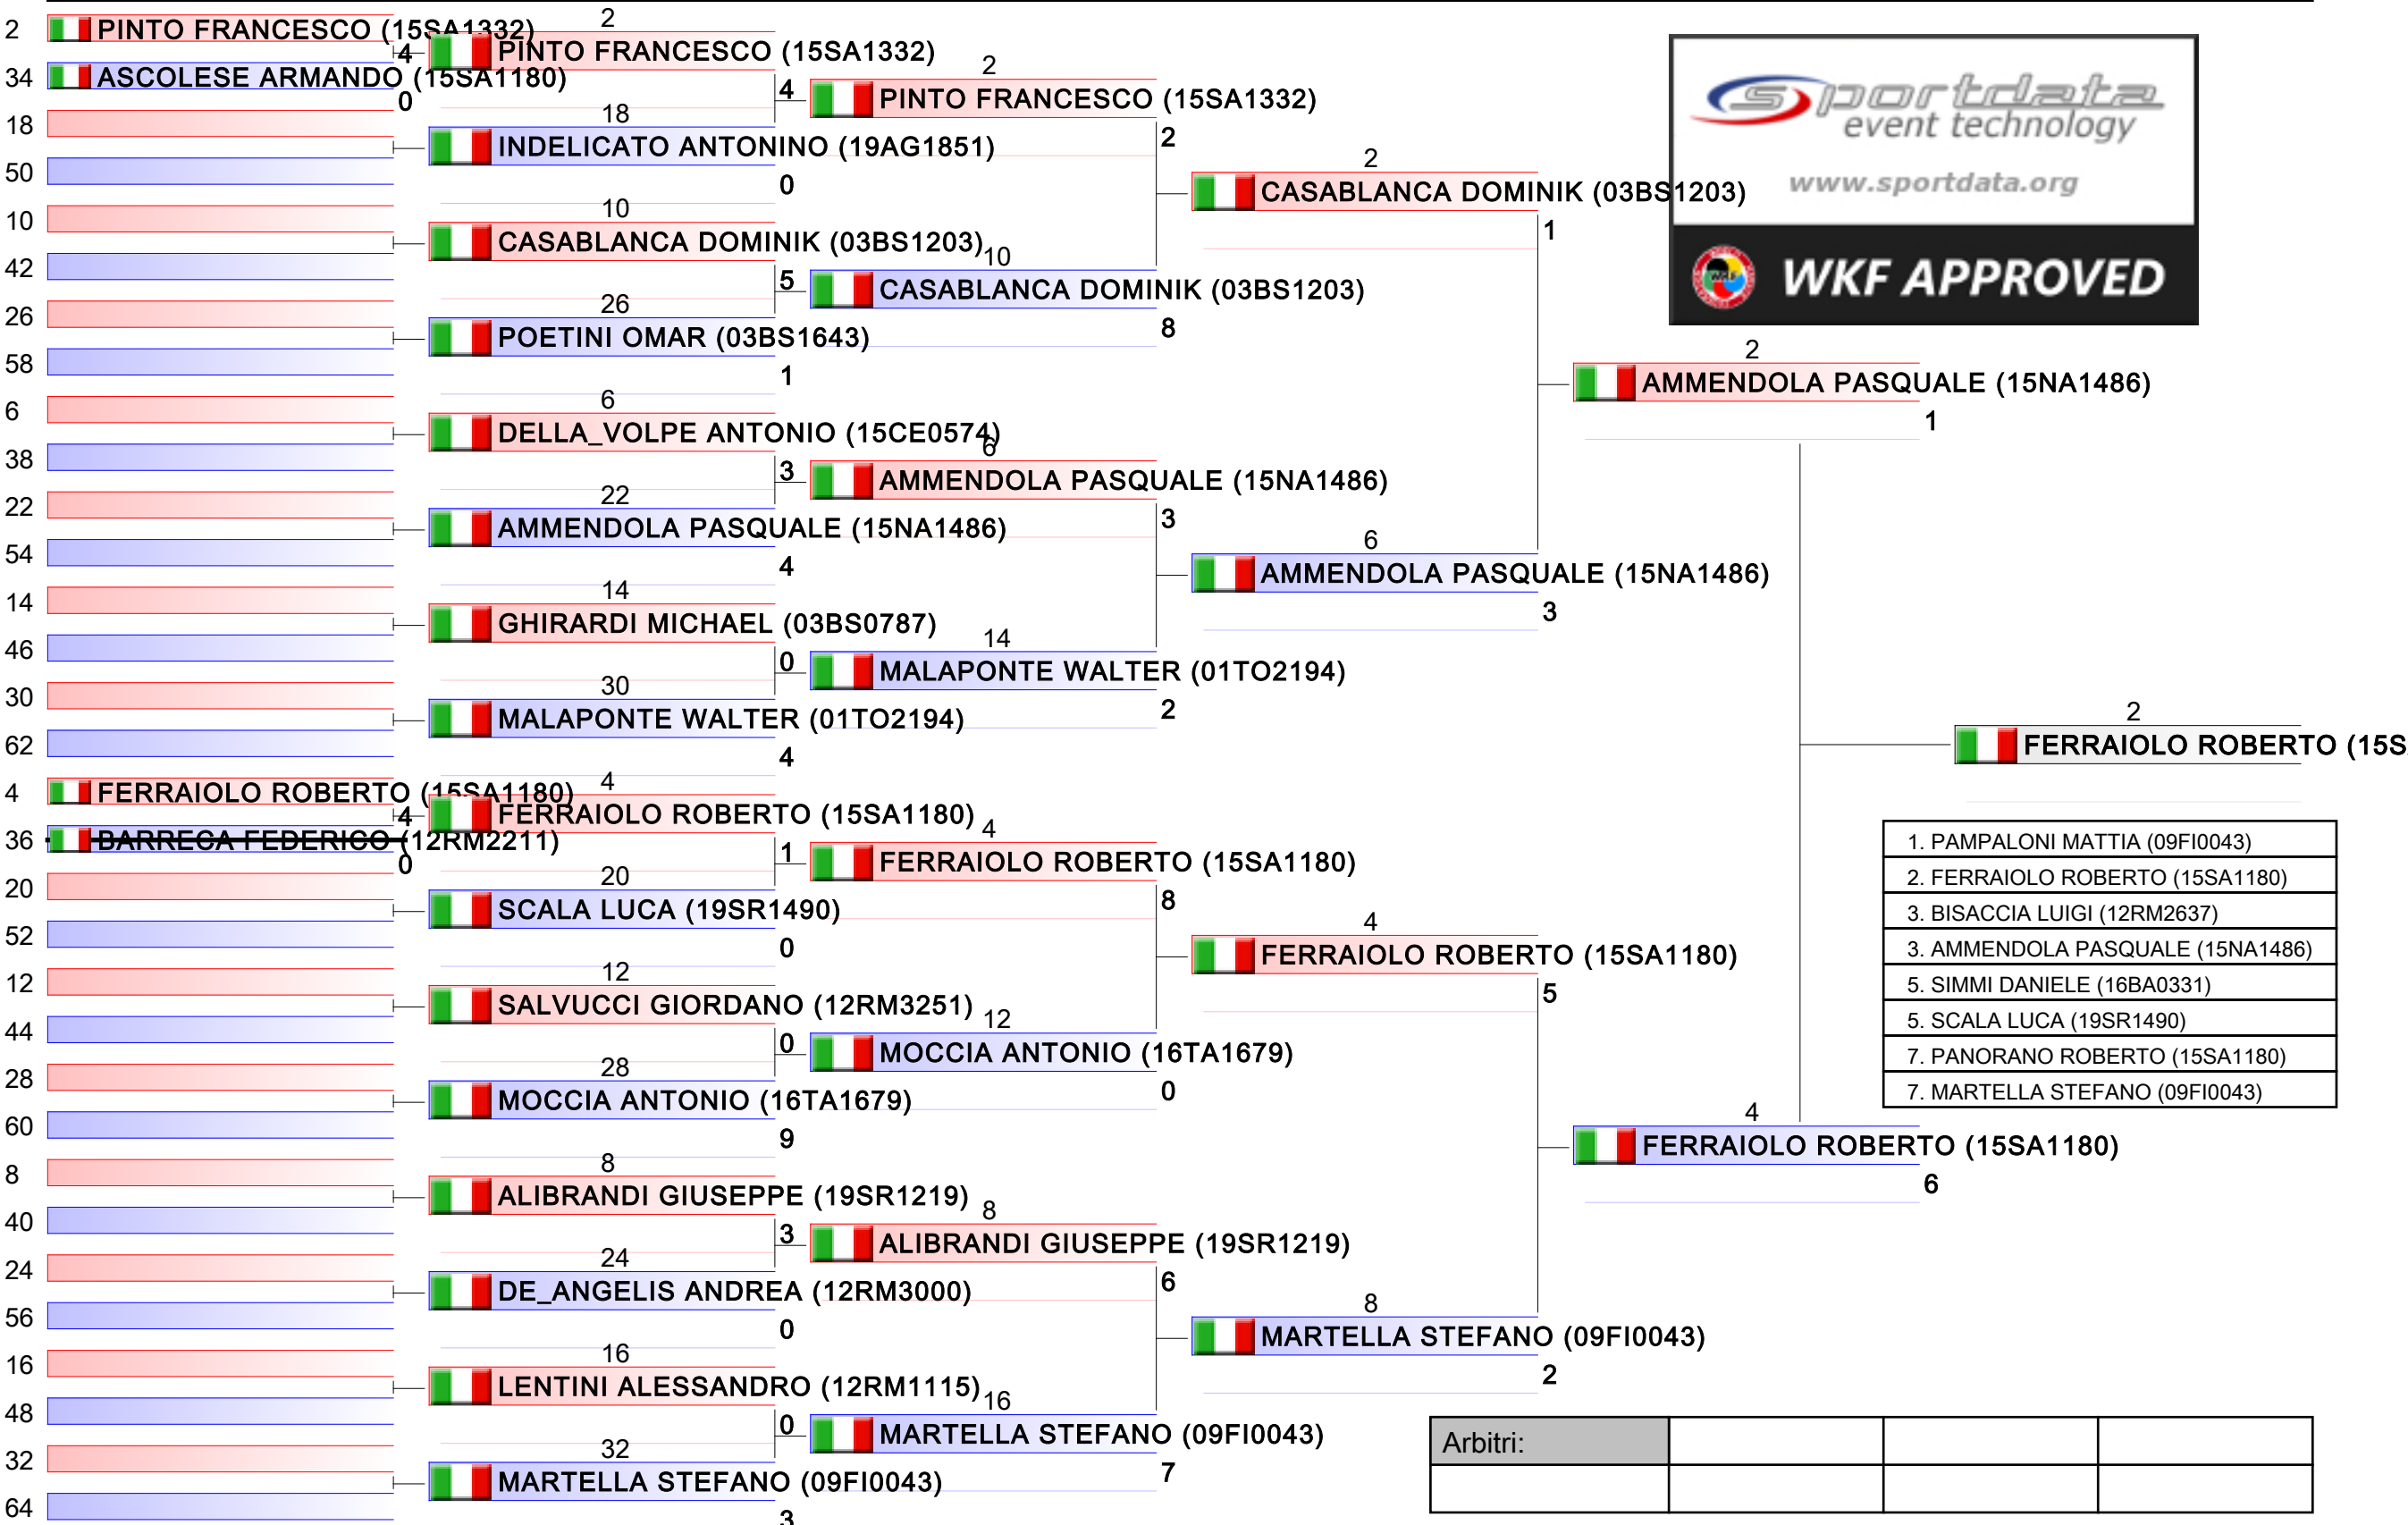 2 PINTO FRANCESCO (15SA1332)
4
34 ASCOLESE ARMANDO (15SA1180)
0
18
50
10
42
26
58
6
38
22
54
14
46
30
62
4 FERRAIOLO ROBERTO (15SA1180)
4
36 BARRECA FEDERICO (12RM2211)
0
20
52
12
44
28
60
8
40
24
56
16
48
32
64
2
PINTO FRANCESCO (15SA1332)
4
18
INDELICATO ANTONINO (19AG1851)
0
10
CASABLANCA DOMINIK (03BS1203)
5
26
POETINI OMAR (03BS1643)
1
6
DELLA_VOLPE ANTONIO (15CE0574)
3
22
AMMENDOLA PASQUALE (15NA1486)
4
14
GHIRARDI MICHAEL (03BS0787)
0
30
MALAPONTE WALTER (01TO2194)
4
4
FERRAIOLO ROBERTO (15SA1180)
1
20
SCALA LUCA (19SR1490)
0
12
SALVUCCI GIORDANO (12RM3251)
0
28
MOCCIA ANTONIO (16TA1679)
9
8
ALIBRANDI GIUSEPPE (19SR1219)
3
24
DE_ANGELIS ANDREA (12RM3000)
0
16
LENTINI ALESSANDRO (12RM1115)
0
32
MARTELLA STEFANO (09FI0043)
3
2
PINTO FRANCESCO (15SA1332)
2
10
CASABLANCA DOMINIK (03BS1203)
8
6
AMMENDOLA PASQUALE (15NA1486)
3
14
MALAPONTE WALTER (01TO2194)
2
4
FERRAIOLO ROBERTO (15SA1180)
8
12
MOCCIA ANTONIO (16TA1679)
0
8
ALIBRANDI GIUSEPPE (19SR1219)
6
16
MARTELLA STEFANO (09FI0043)
7
2
CASABLANCA DOMINIK (03BS1203)
1
6
AMMENDOLA PASQUALE (15NA1486)
3
4
FERRAIOLO ROBERTO (15SA1180)
5
8
MARTELLA STEFANO (09FI0043)
2
sportdata
event technology
www.sportdata.org
WKF APPROVED
2
AMMENDOLA PASQUALE (15NA1486)
1
4
FERRAIOLO ROBERTO (15SA1180)
6
2
FERRAIOLO ROBERTO (15S
1. PAMPALONI MATTIA (09FI0043)
2. FERRAIOLO ROBERTO (15SA1180)
3. BISACCIA LUIGI (12RM2637)
3. AMMENDOLA PASQUALE (15NA1486)
5. SIMMI DANIELE (16BA0331)
5. SCALA LUCA (19SR1490)
7. PANORANO ROBERTO (15SA1180)
7. MARTELLA STEFANO (09FI0043)
Arbitri: